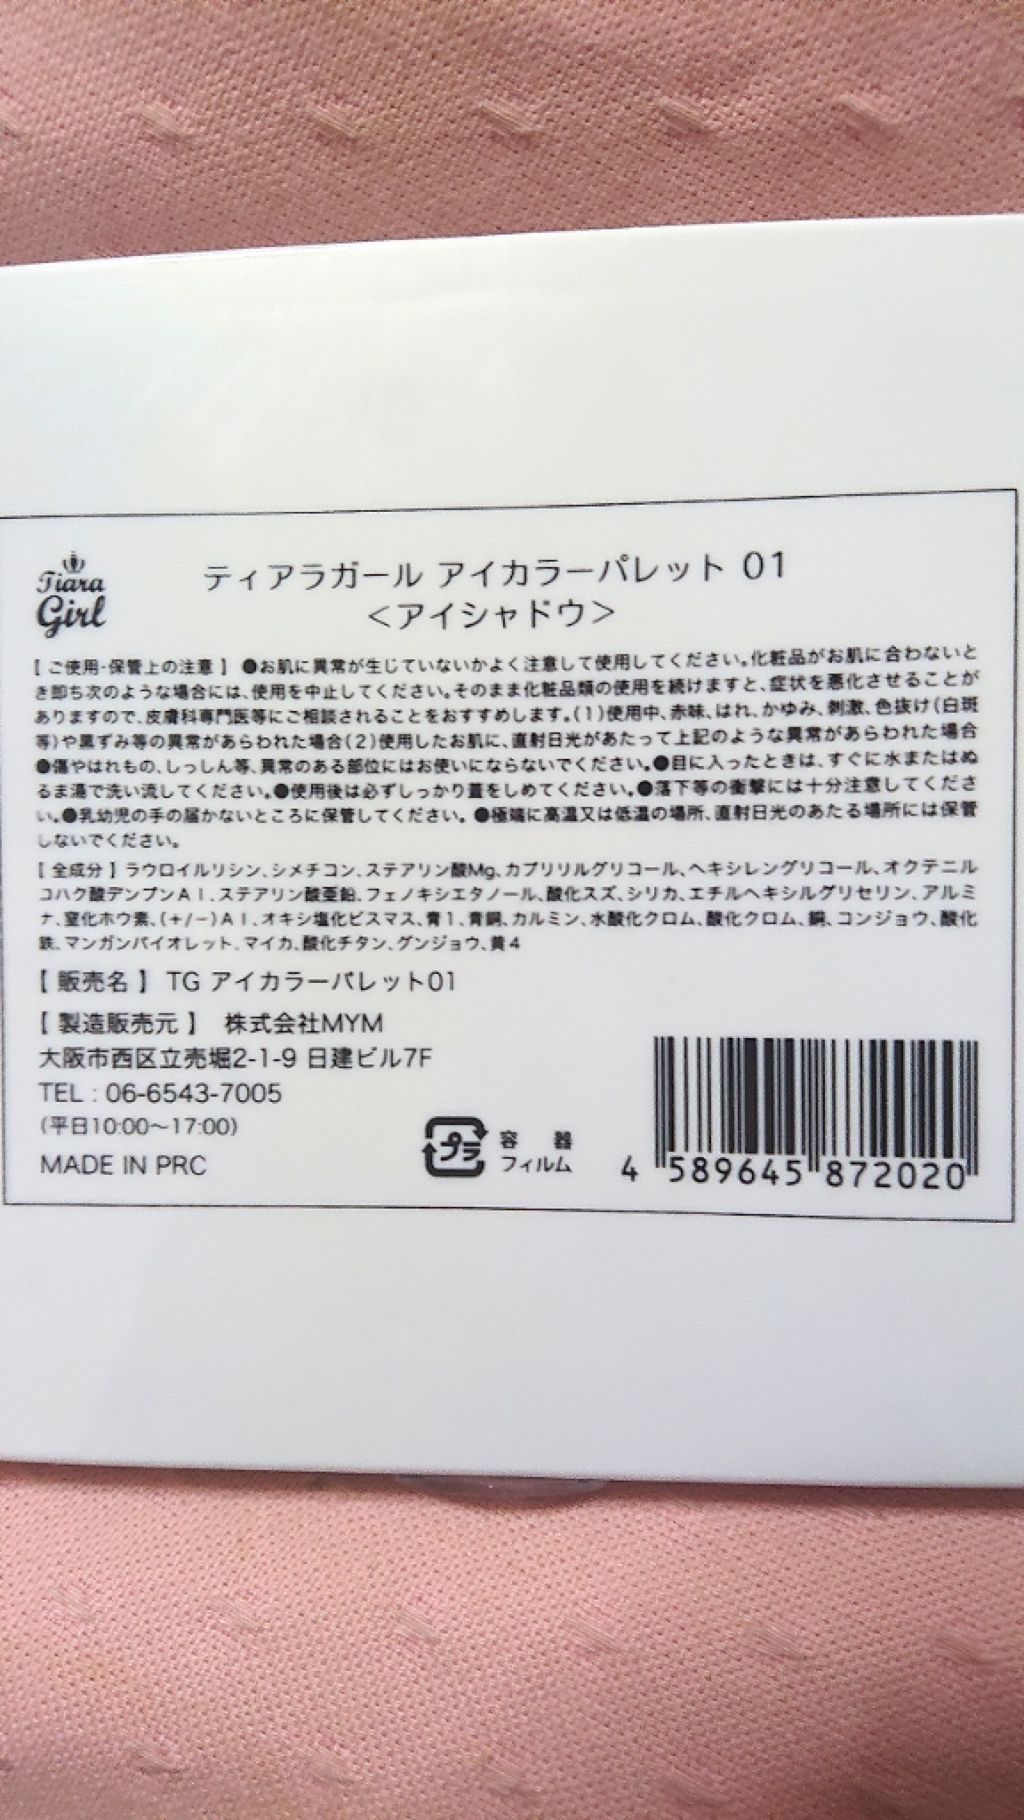 Tiara
Girl
ティアラガール アイカラーパレット 01
＜アイシャドウ＞
【 ご使用・保管上の注意 】 ●お肌に異常が生じていないかよく注意して使用してください。化粧品がお肌に合わないと
き即ち次のような場合には、使用を中止してください。そのまま化粧品類の使用を続けますと、症状を悪化させることが
ありますので、皮膚科専門医等にご相談されることをおすすめします。(1)使用中、赤味、はれ、かゆみ、刺激、色抜け(白斑
等)や黒ずみ等の異常があらわれた場合(2)使用したお肌に、直射日光があたって上記のような異常があらわれた場合
●傷やはれもの、しっしん等、異常のある部位にはお使いにならないでください。●目に入ったときは、すぐに水またはぬ
るま湯で洗い流してください。●使用後は必ずしっかり蓋をしめてください。●落下等の衝撃には十分注意してくださ
い。●乳幼児の手の届かないところに保管してください。 ●極端に高温又は低温の場所、直射日光のあたる場所には保管
しないでください。
【 全成分 】ラウロイルリシン、シメチコン、ステアリン酸Mg、カプリリルグリコール、ヘキシレングリコール、オクテニル
コハク酸デンプンAl、ステアリン酸亜鉛、フェノキシエタノール、酸化スズ、シリカ、エチルヘキシルグリセリン、アルミ
ナ、窒化ホウ素、(+/−)Al、オキシ塩化ビスマス、青1、青銅、カルミン、水酸化クロム、酸化クロム、銅、コンジョウ、酸化
鉄、マンガンバイオレット、マイカ、酸化チタン、グンジョウ、黄4
【 販売名 】 TG アイカラーパレット01
【 製造販売元 】 株式会社MYM
大阪市西区立売堀2-1-9 日建ビル7F
TEL : 06-6543-7005
(平日10:00〜17:00)
MADE IN PRC
プラ
容 器
フィルム
4 589645 872020